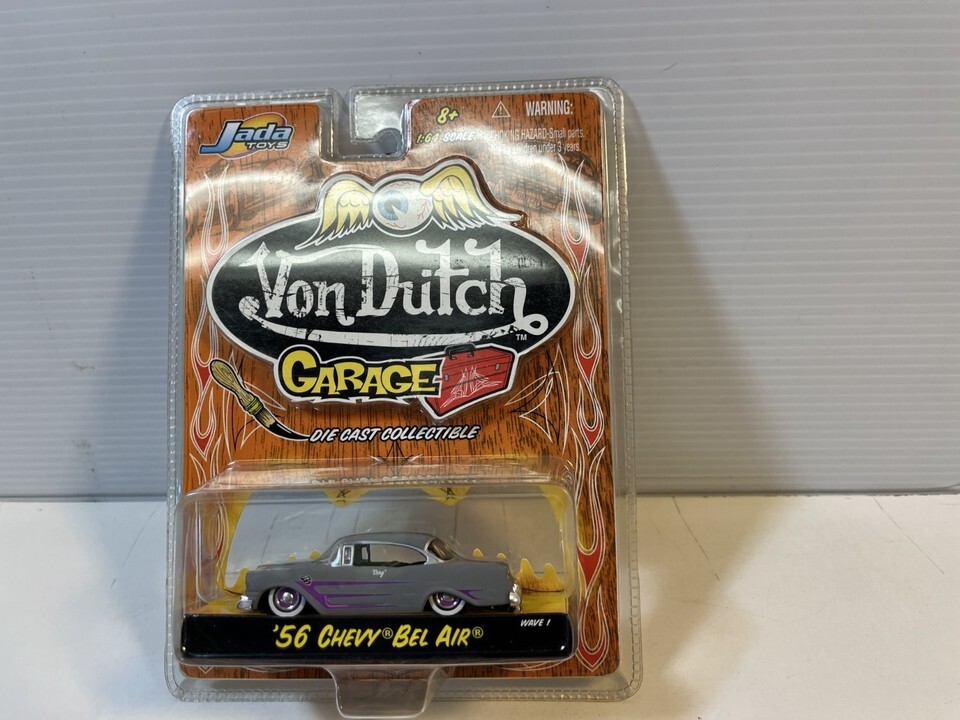 Jada
TOYS
8+
1:64 SCALE
WARNING:
HAZARD-Small parts.
under 3 years.
Von Dutch
TM
GARAGE
DIE CAST COLLECTIBLE
WAVE 1
'56 CHEVY® BEL AIR®